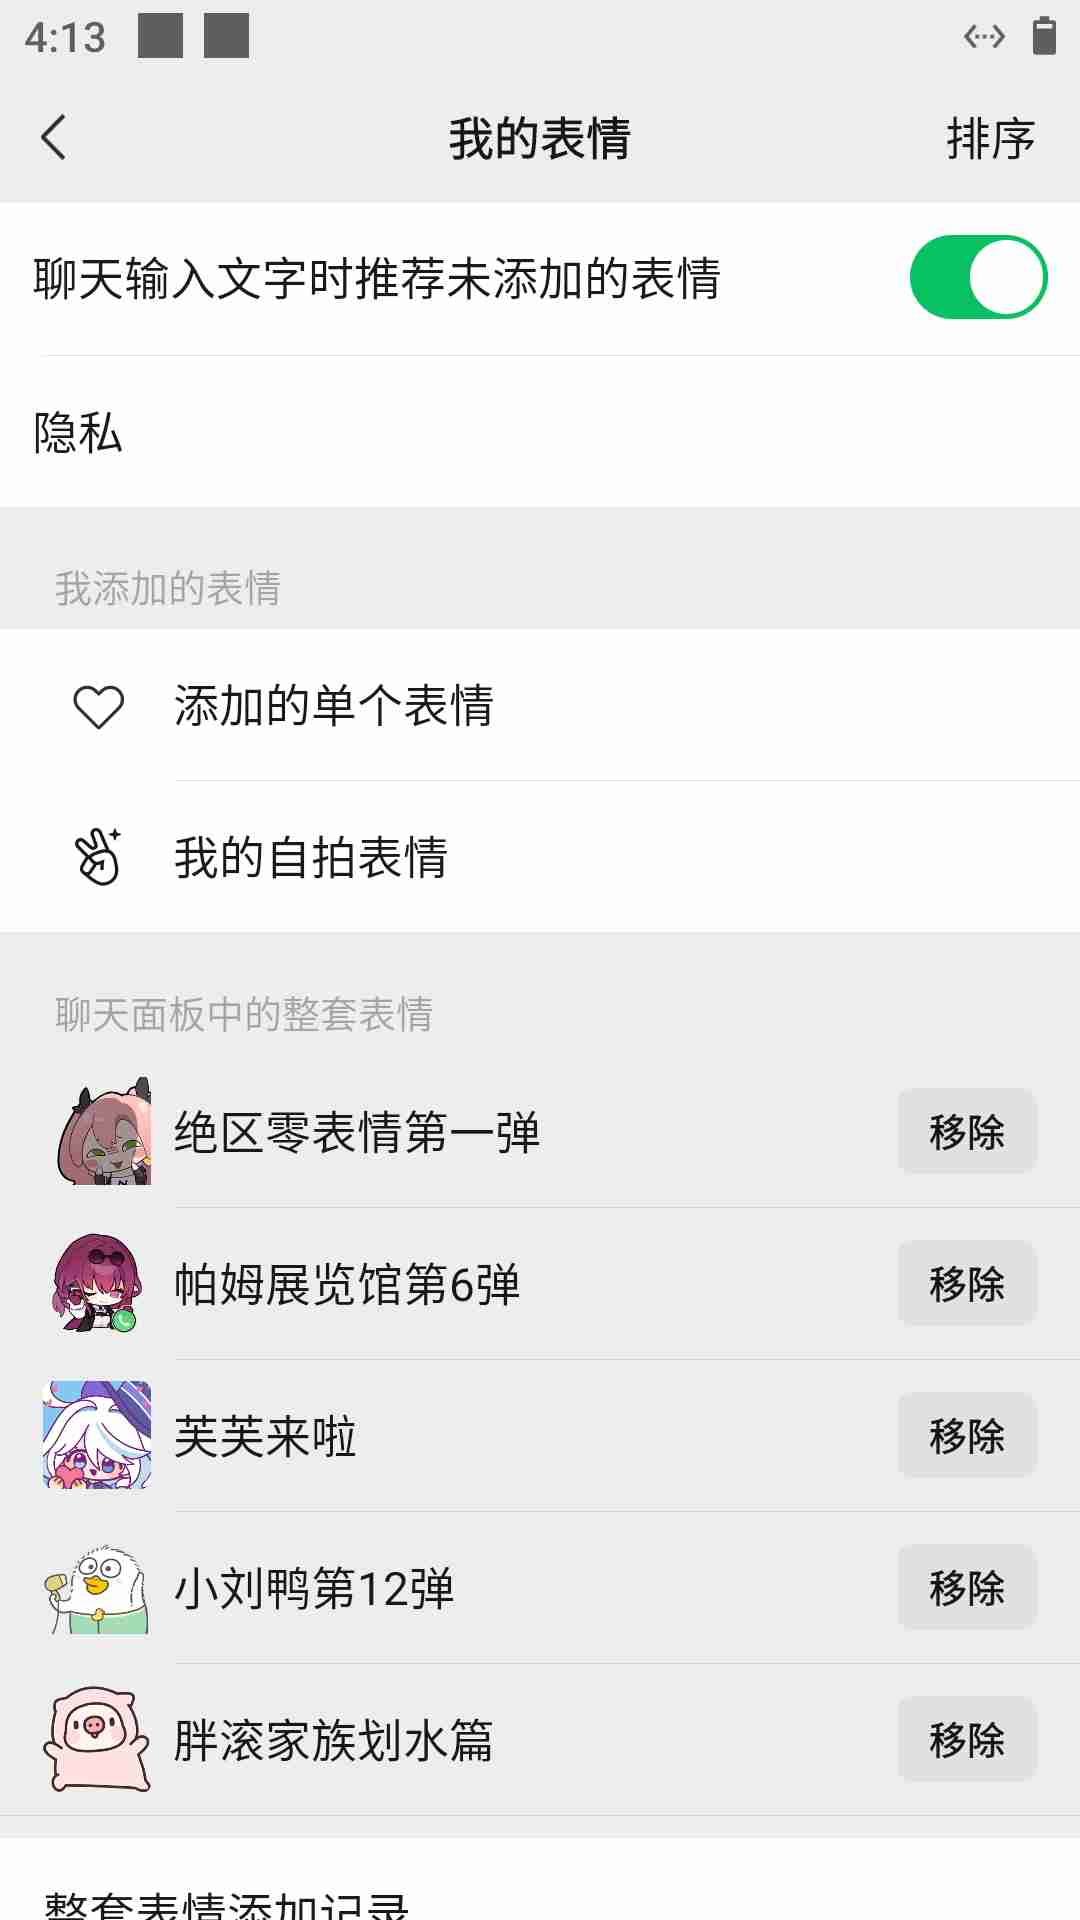 4:13
我的表情
排序
聊天输入文字时推荐未添加的表情
隐私
我添加的表情
添加的单个表情
我的自拍表情
聊天面板中的整套表情
绝区零表情第一弹
移除
帕姆展览馆第6弹
移除
芙芙来啦
移除
小刘鸭第12弹
移除
胖滚家族划水篇
移除
整套表情添加记录